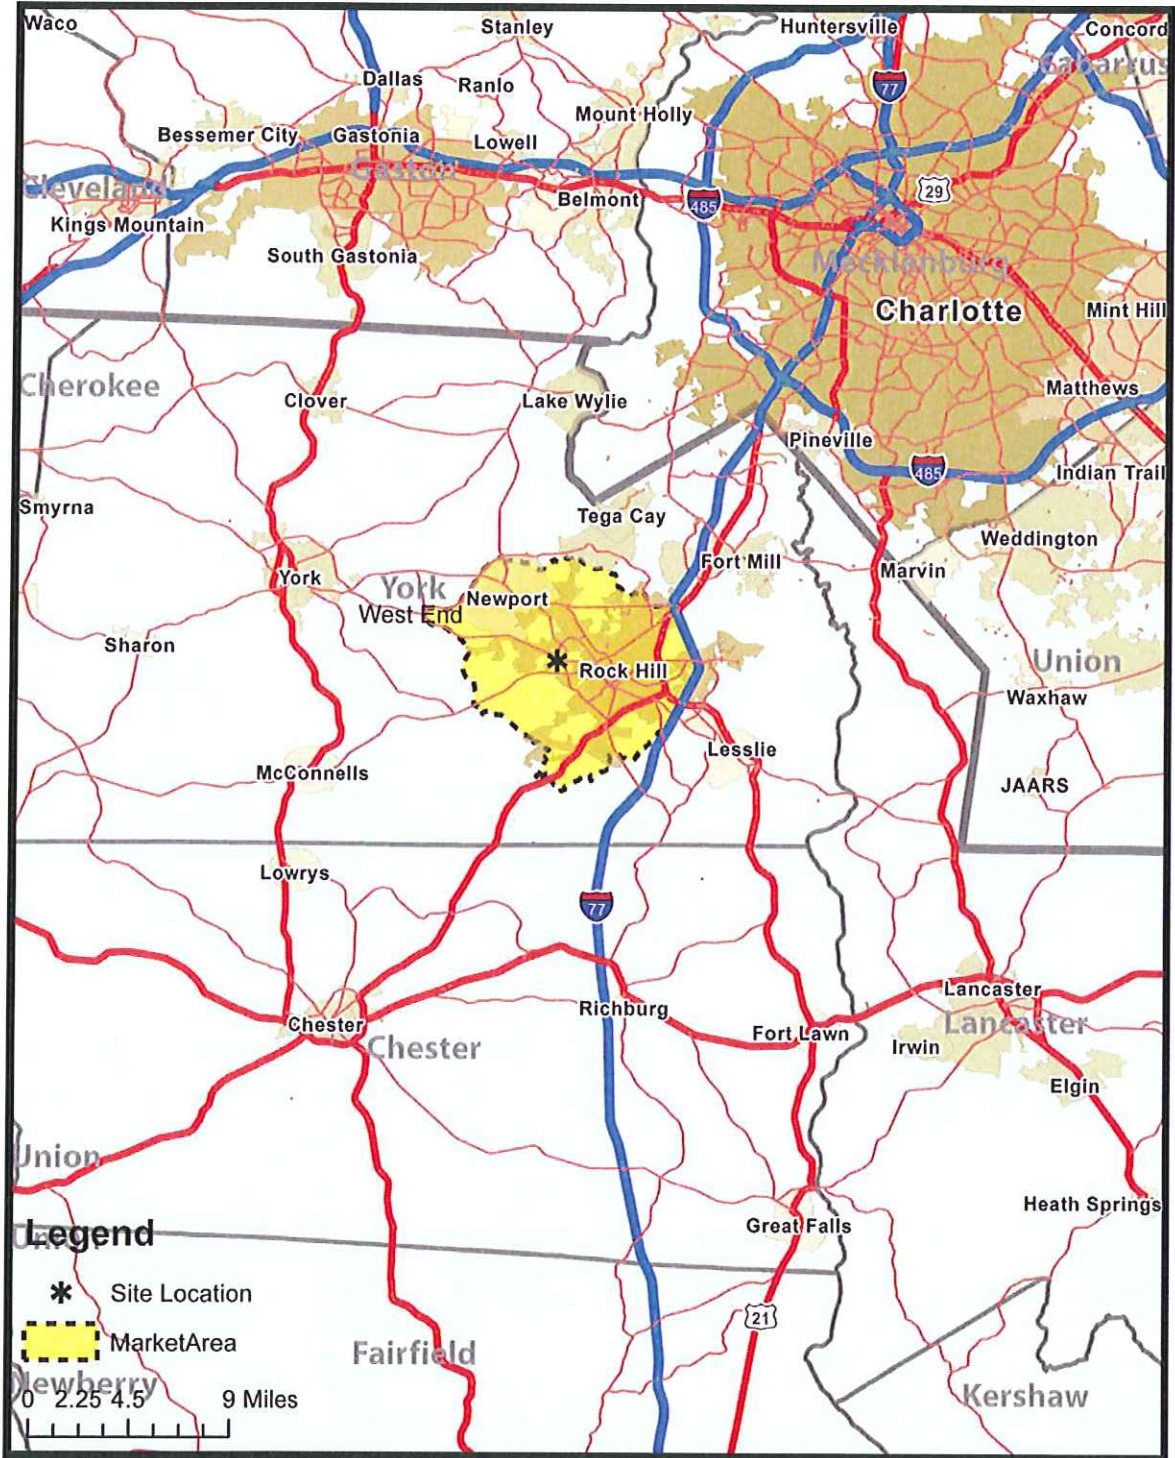 Waco
Stanley
Huntersville
Concord
Cabarrus
Dallas
Ranlo
77
Mount Holly
Bessemer City
Gastonia
Lowell
Gaston
Cleveland
Belmont
485
29
Kings Mountain
South Gastonia
Mecklenburg
Charlotte
Mint Hill
Cherokee
Clover
Lake Wylie
Matthews
Pineville
485
Indian Trail
Smyrna
Tega Cay
Weddington
Fort Mill
Marvin
York
York
Newport
West End
Sharon
Rock Hill
Union
Waxhaw
Lesslie
McConnells
JAARS
Lowrys
77
Lancaster
Richburg
Chester
Fort Lawn
Lancaster
Irwin
Chester
Elgin
Union
Heath Springs
Great Falls
Union
Legend
Site Location
21
MarketArea
Fairfield
Newberry
Kershaw
0 2.25 4.5 9 Miles